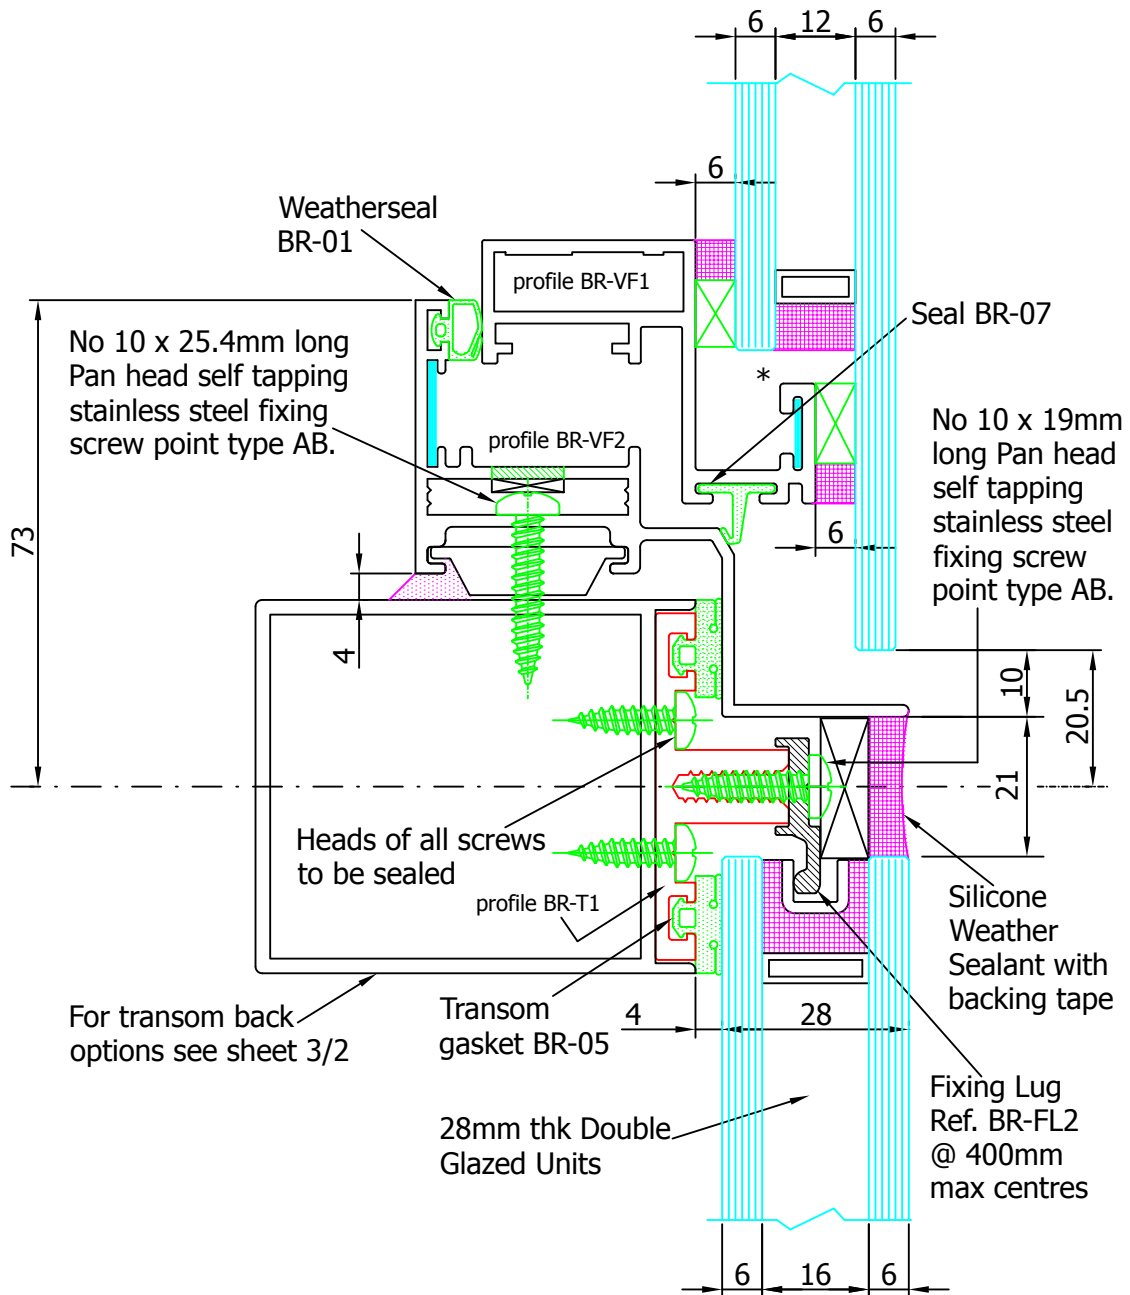 6
12
6
6
Weatherseal
BR-01
profile BR-VF1
Seal BR-07
No 10 x 25.4mm long
Pan head self tapping
stainless steel fixing
screw point type AB.
*
profile BR-VF2
No 10 x 19mm
long Pan head
self tapping
stainless steel
fixing screw
point type AB.
73
6
4
10
20.5
21
Heads of all screws
to be sealed
profile BR-T1
Silicone
Weather
Sealant with
backing tape
For transom back
options see sheet 3/2
Transom
gasket BR-05
4
28
28mm thk Double
Glazed Units
Fixing Lug
Ref. BR-FL2
@ 400mm
max centres
6
16
6